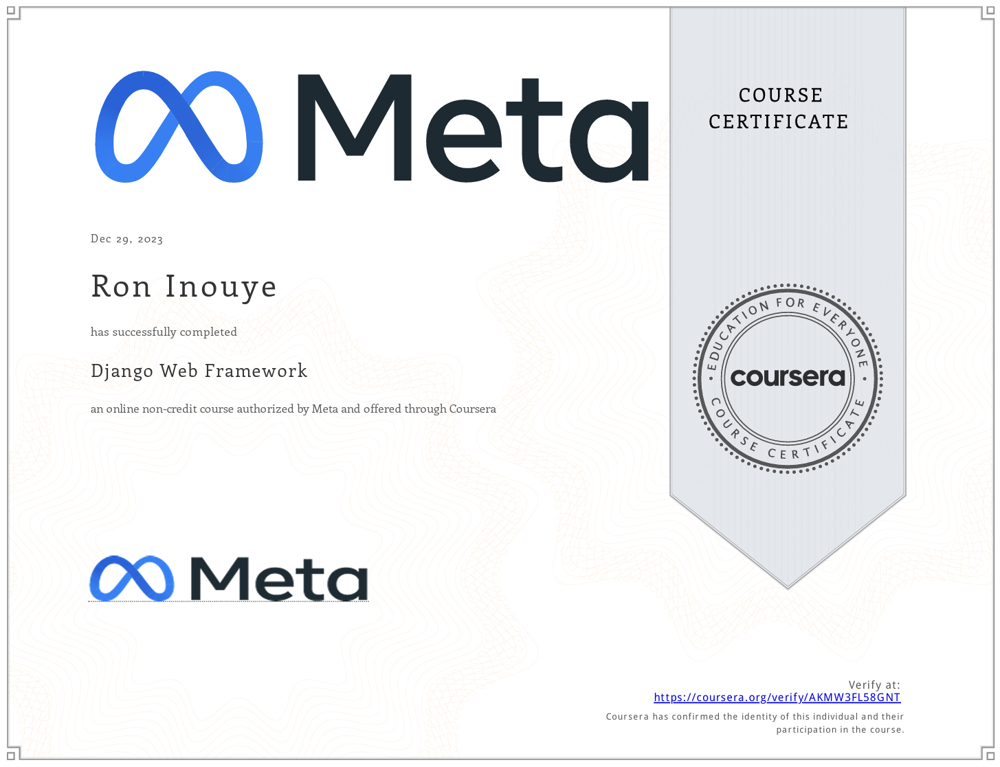 Meta
COURSE
CERTIFICATE
Dec 29, 2023
Ron Inouye
has successfully completed
Django Web Framework
an online non-credit course authorized by Meta and offered through Coursera
EDUCATION FOR EVERYONE
coursera
COURSE CERTIFICATE
Meta
Verify at:
https://coursera.org/verify/AKMW3FL58GNT
Coursera has confirmed the identity of this individual and their
participation in the course.